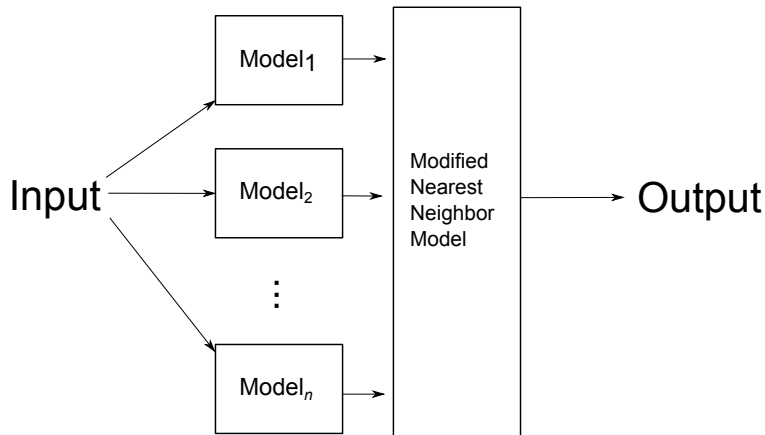 Model1
Input
Model2
⋮
Modeln
Modified
Nearest
Neighbor
Model
Output